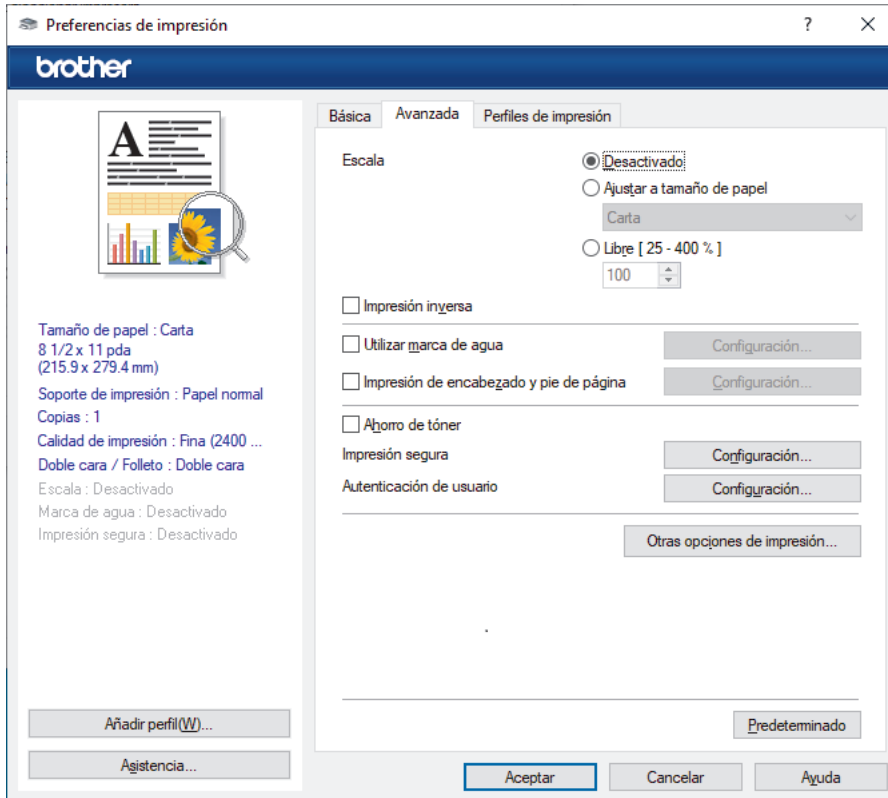 Preferencias de impresión
brother
A
Tamaño de papel : Carta
8 1/2 x 11 pda
(215.9 x 279.4 mm)
Soporte de impresión : Papel normal
Copias : 1
Calidad de impresión : Fina (2400 ...
Doble cara / Folleto : Doble cara
Escala : Desactivado
Marca de agua : Desactivado
Impresión segura : Desactivado
Añadir perfil(W)...
Asistencia...
Básica
Avanzada
Perfiles de impresión
Escala
Desactivado
Ajustar a tamaño de papel
Carta
Libre [ 25 - 400 % ]
100
Impresión inversa
Utilizar marca de agua
Configuración...
Impresión de encabezado y pie de página
Configuración...
Ahorro de tóner
Impresión segura
Configuración...
Autenticación de usuario
Configuración...
Otras opciones de impresión...
Predeterminado
Aceptar
Cancelar
Ayuda